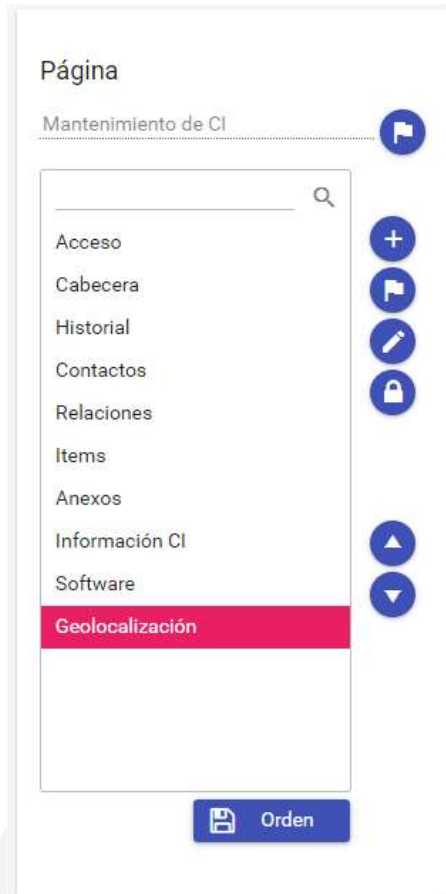 Página
Mantenimiento de CI
Acceso
Cabecera
Historial
Contactos
Relaciones
Items
Anexos
Información CI
Software
Geolocalización
Orden